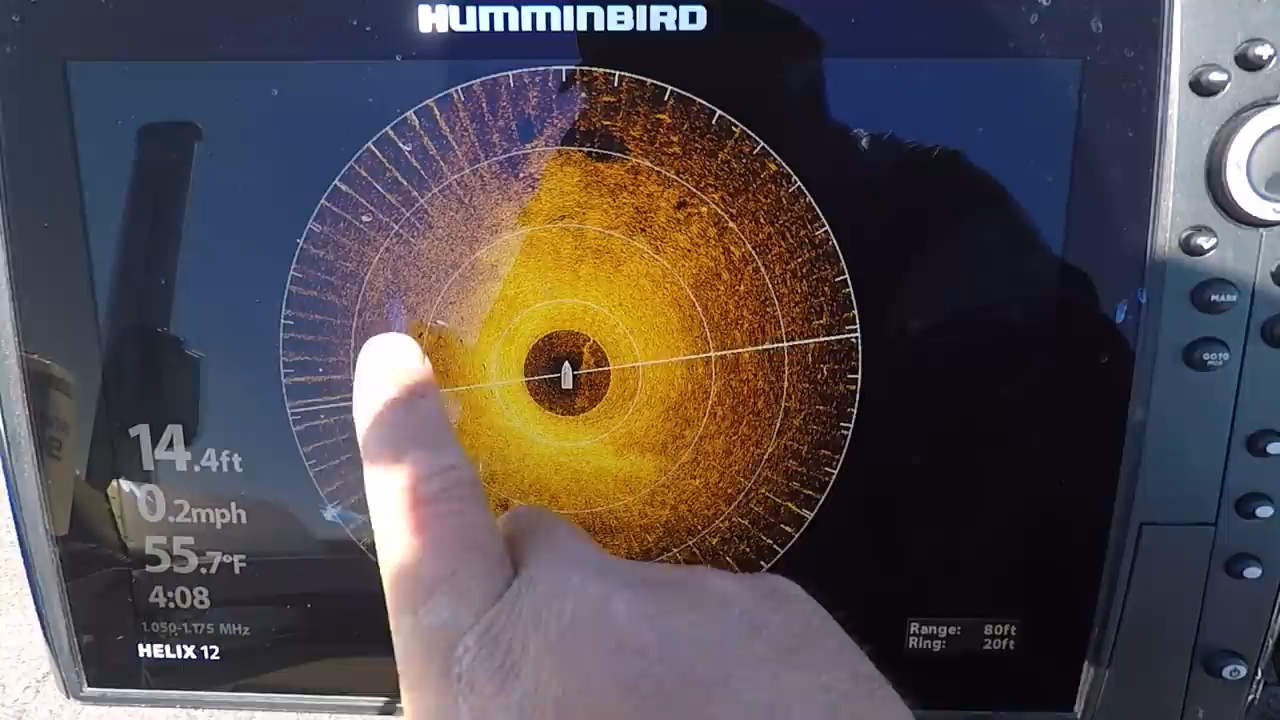 HUMMINBIRD
14.4ft
0.2mph
55.7°F
4:08
1.050-1.175 MHz
HELIX 12
Range: 80ft
Ring: 20ft
MARK
GOTO